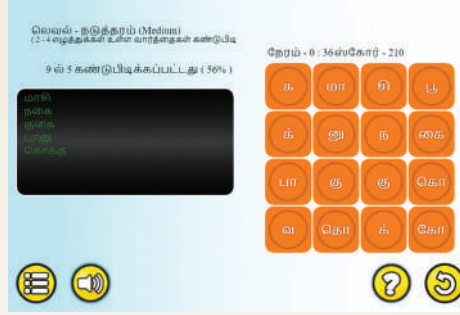 லெவல் - நடுத்தரம் (Medium)
(2 - 4 எழுத்துக்கள் உள்ள வார்த்தைகள் கண்டுபிடி
9 ல் 5 கண்டுபிடிக்கப்பட்டது ( 56% )
நகை
குகை
கொக்கு
நேரம் - 0 : 36ஸ்கோர் - 210
க மா சி பூ
க் னு ந கை
பா கு கு கொ
வ தொ க் கோ